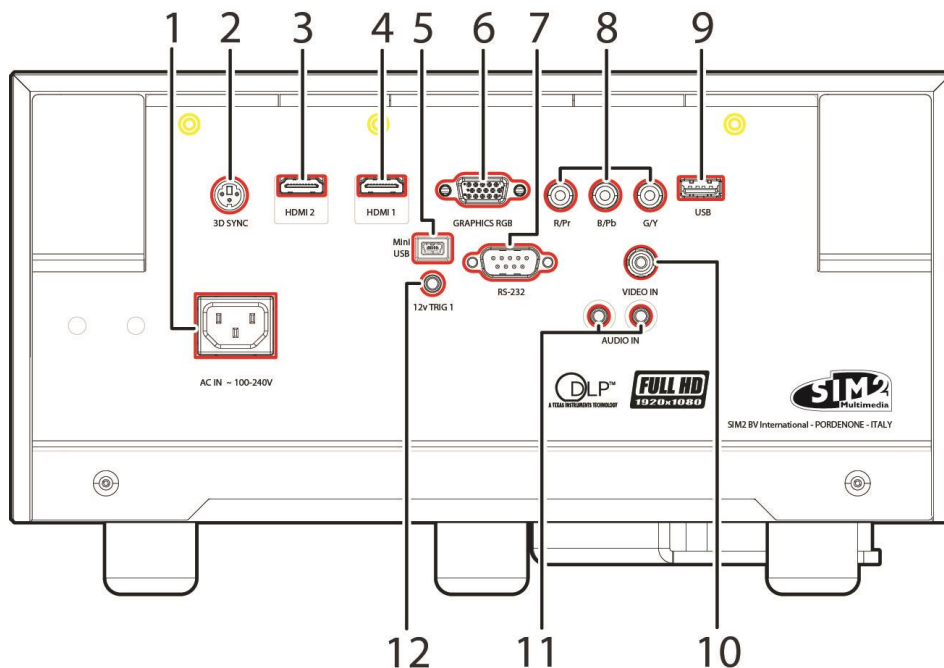 1 2 3 4 6 7 8 9
5
3D SYNC
HDMI 2
HDMI 1
GRAPHICS RGB
R/Pr B/Pb G/Y
USB
Mini
USB
12v TRIG 1
RS-232
VIDEO IN
AUDIO IN
AC IN ~ 100-240V
DLP™
A TEXAS INSTRUMENTS TECHNOLOGY
FULL HD
1920x1080
SIM2
Multimedia
SIM2 BV International - PORDENONE - ITALY
12 11 10